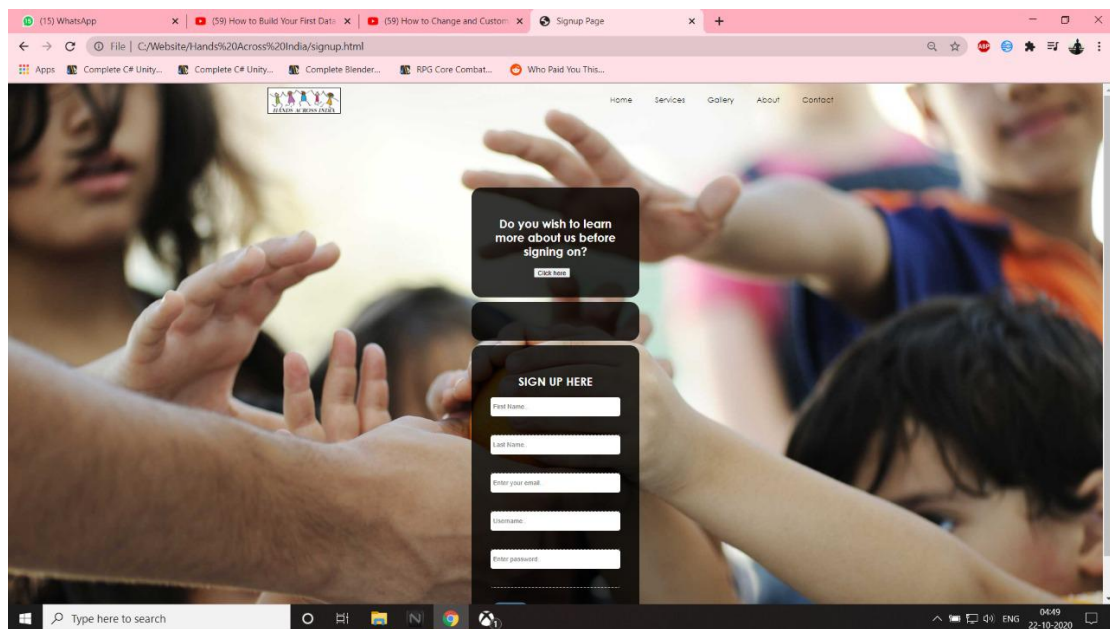 (15) WhatsApp
(59) How to Build Your First Data
(59) How to Change and Custom
Signup Page
File | C:/Website/Hands%20Across%20India/signup.html
ABP
Apps
Complete C# Unity...
Complete C# Unity...
Complete Blender...
RPG Core Combat...
Who Paid You This...
HANDS ACROSS INDIA
Home
Services
Gallery
About
Contact
Do you wish to learn
more about us before
signing on?
Click here
SIGN UP HERE
First Name.
Last Name.
Enter your email.
Username.
Enter password.
Type here to search
ENG
04:49
22-10-2020